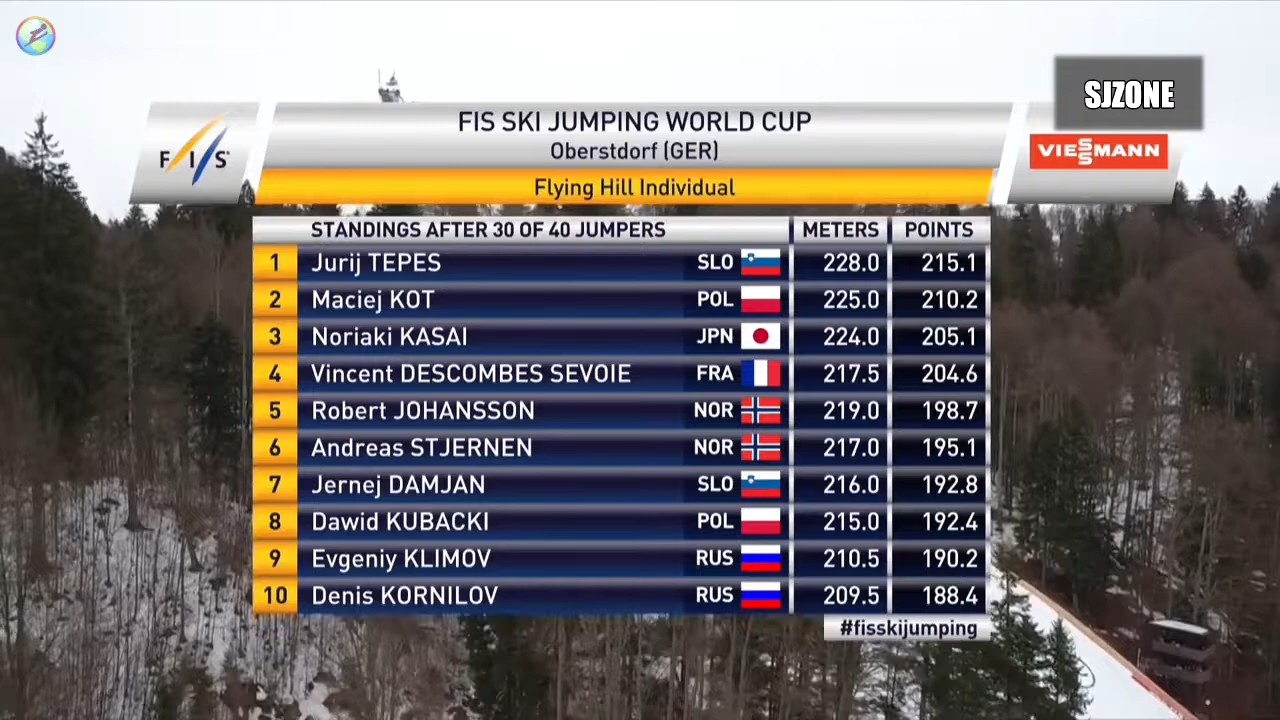 SJZONE
FIS SKI JUMPING WORLD CUP
Oberstdorf (GER)
FIS
VIESSMANN
Flying Hill Individual
STANDINGS AFTER 30 OF 40 JUMPERS METERS POINTS
1 Jurij TEPES SLO 228.0 215.1
2 Maciej KOT POL 225.0 210.2
3 Noriaki KASAI JPN 224.0 205.1
4 Vincent DESCOMBES SEVOIE FRA 217.5 204.6
5 Robert JOHANSSON NOR 219.0 198.7
6 Andreas STJERNEN NOR 217.0 195.1
7 Jernej DAMJAN SLO 216.0 192.8
8 Dawid KUBACKI POL 215.0 192.4
9 Evgeniy KLIMOV RUS 210.5 190.2
10 Denis KORNILOV RUS 209.5 188.4
#fisskijumping